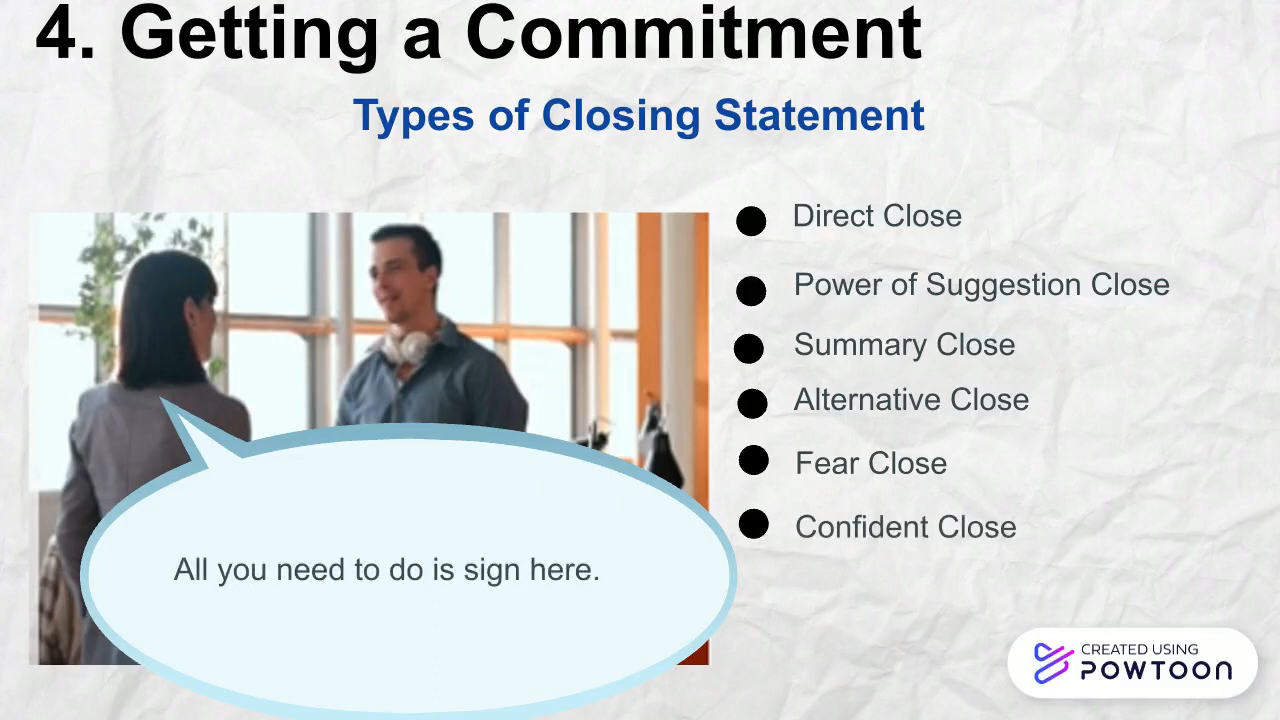 4. Getting a Commitment
Types of Closing Statement
Direct Close
Power of Suggestion Close
Summary Close
Alternative Close
Fear Close
Confident Close
All you need to do is sign here.
CREATED USING
POWTOON